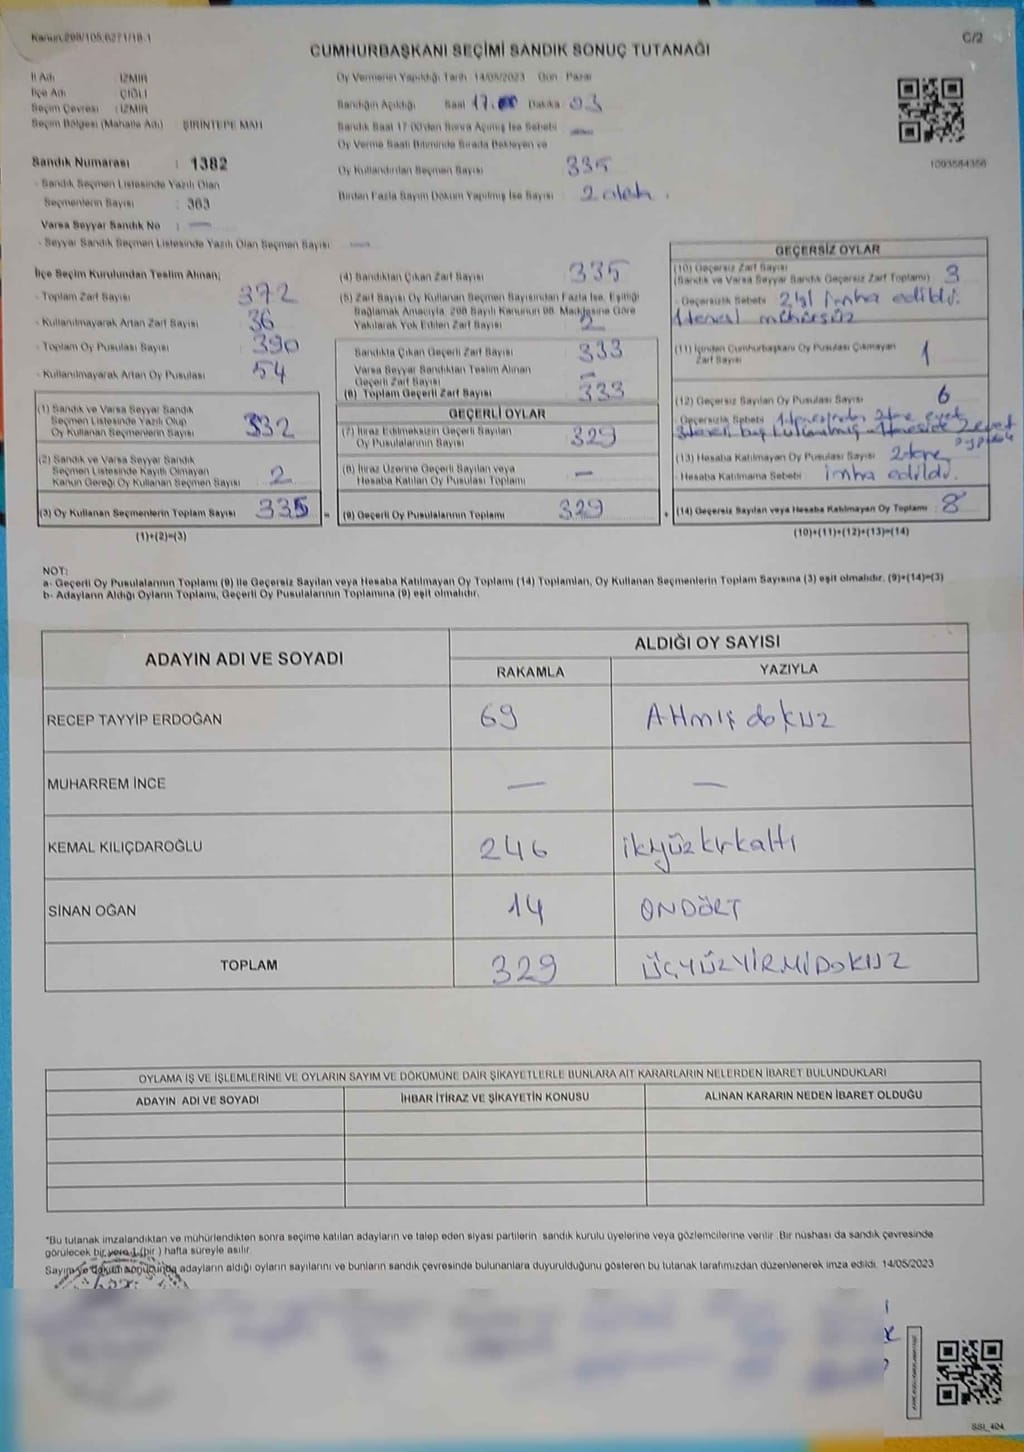 Kanun:298/105,6271/18-1
C/2
CUMHURBAŞKANI SEÇİMİ SANDIK SONUÇ TUTANAĞI
İl Adı : İZMİR
İlçe Adı : ÇİĞLİ
Seçim Çevresi : İZMİR
Seçim Bölgesi (Mahalle Adı) : ŞİRİNTEPE MAH.
Sandık Numarası : 1382
- Sandık Seçmen Listesinde Yazılı Olan
Seçmenlerin Sayısı : 363
Varsa Seyyar Sandık No : —
- Seyyar Sandık Seçmen Listesinde Yazılı Olan Seçmen Sayısı : —
Oy Vermenin Yapıldığı Tarih : 14/05/2023 Gün : Pazar
Sandığın Açıldığı Saat 17.00 Dakika 03
Sandık Saat 17:00'den Sonra Açılmış İse Sebebi : —
Oy Verme Saati Bitiminde Sırada Bekleyen ve
Oy Kullandırılan Seçmen Sayısı : 335
Birden Fazla Sayım Döküm Yapılmış İse Sayısı : 2 adet
1093584356
İlçe Seçim Kurulundan Teslim Alınan;
- Toplam Zarf Sayısı : 372
- Kullanılmayarak Artan Zarf Sayısı : 36
- Toplam Oy Pusulası Sayısı : 390
- Kullanılmayarak Artan Oy Pusulası : 54
(1) Sandık ve Varsa Seyyar Sandık
Seçmen Listesinde Yazılı Olup
Oy Kullanan Seçmenlerin Sayısı : 332
(2) Sandık ve Varsa Seyyar Sandık
Seçmen Listesinde Kayıtlı Olmayan
Kanun Gereği Oy Kullanan Seçmen Sayısı : 2
(3) Oy Kullanan Seçmenlerin Toplam Sayısı : 335
(1)+(2)=(3)
(4) Sandıktan Çıkan Zarf Sayısı : 335
(5) Zarf Sayısı Oy Kullanan Seçmen Sayısından Fazla İse, Eşitliği
Sağlamak Amacıyla, 298 Sayılı Kanunun 98. Maddesine Göre
Yakılarak Yok Edilen Zarf Sayısı : 2
Sandıkta Çıkan Geçerli Zarf Sayısı : 333
Varsa Seyyar Sandıktan Teslim Alınan
Geçerli Zarf Sayısı : —
(6) Toplam Geçerli Zarf Sayısı : 333
GEÇERLİ OYLAR
(7) İtiraz Edilmeksizin Geçerli Sayılan
Oy Pusulalarının Sayısı : 329
(8) İtiraz Üzerine Geçerli Sayılan veya
Hesaba Katılan Oy Pusulası Toplamı : —
= (9) Geçerli Oy Pusulalarının Toplamı : 329
GEÇERSİZ OYLAR
(10) Geçersiz Zarf Sayısı
(Sandık ve Varsa Seyyar Sandık Geçersiz Zarf Toplamı) : 3
- Geçersizlik Sebebi : 2'si imha edildi.
1 tanesi mühürsüz
(11) İçinden Cumhurbaşkanı Oy Pusulası Çıkmayan
Zarf Sayısı : 1
(12) Geçersiz Sayılan Oy Pusulası Sayısı : 6
- Geçersizlik Sebebi : 2tane evet
boş kullanılmış 2 evet
(13) Hesaba Katılmayan Oy Pusulası Sayısı : 2 tane
- Hesaba Katılmama Sebebi : imha edildi.
+ (14) Geçersiz Sayılan veya Hesaba Katılmayan Oy Toplamı : 8
(10)+(11)+(12)+(13)=(14)
NOT:
a- Geçerli Oy Pusulalarının Toplamı (9) ile Geçersiz Sayılan veya Hesaba Katılmayan Oy Toplamı (14) Toplamları, Oy Kullanan Seçmenlerin Toplam Sayısına (3) eşit olmalıdır. (9)+(14)=(3)
b- Adayların Aldığı Oyların Toplamı, Geçerli Oy Pusulalarının Toplamına (9) eşit olmalıdır.
ADAYIN ADI VE SOYADI
ALDIĞI OY SAYISI
RAKAMLA YAZIYLA
RECEP TAYYİP ERDOĞAN 69 Altmış dokuz
MUHARREM İNCE — —
KEMAL KILIÇDAROĞLU 246 ikiyüzkırkaltı
SİNAN OĞAN 14 ONDÖRT
TOPLAM 329 ÜÇYÜZYİRMİDOKUZ
OYLAMA İŞ VE İŞLEMLERİNE VE OYLARIN SAYIM VE DÖKÜMÜNE DAİR ŞİKAYETLERLE BUNLARA AİT KARARLARIN NELERDEN İBARET BULUNDUKLARI
ADAYIN ADI VE SOYADI İHBAR İTİRAZ VE ŞİKAYETİN KONUSU ALINAN KARARIN NEDEN İBARET OLDUĞU
*Bu tutanak imzalandıktan ve mühürlendikten sonra seçime katılan adayların ve talep eden siyasi partilerin sandık kurulu üyelerine veya gözlemcilerine verilir. Bir nüshası da sandık çevresinde
görülecek bir yere 1 (bir) hafta süreyle asılır.
Sayım ve döküm sonucunda adayların aldığı oyların sayılarını ve bunların sandık çevresinde bulunanlara duyurulduğunu gösteren bu tutanak tarafımızdan düzenlenerek imza edildi. 14/05/2023
SSI_404